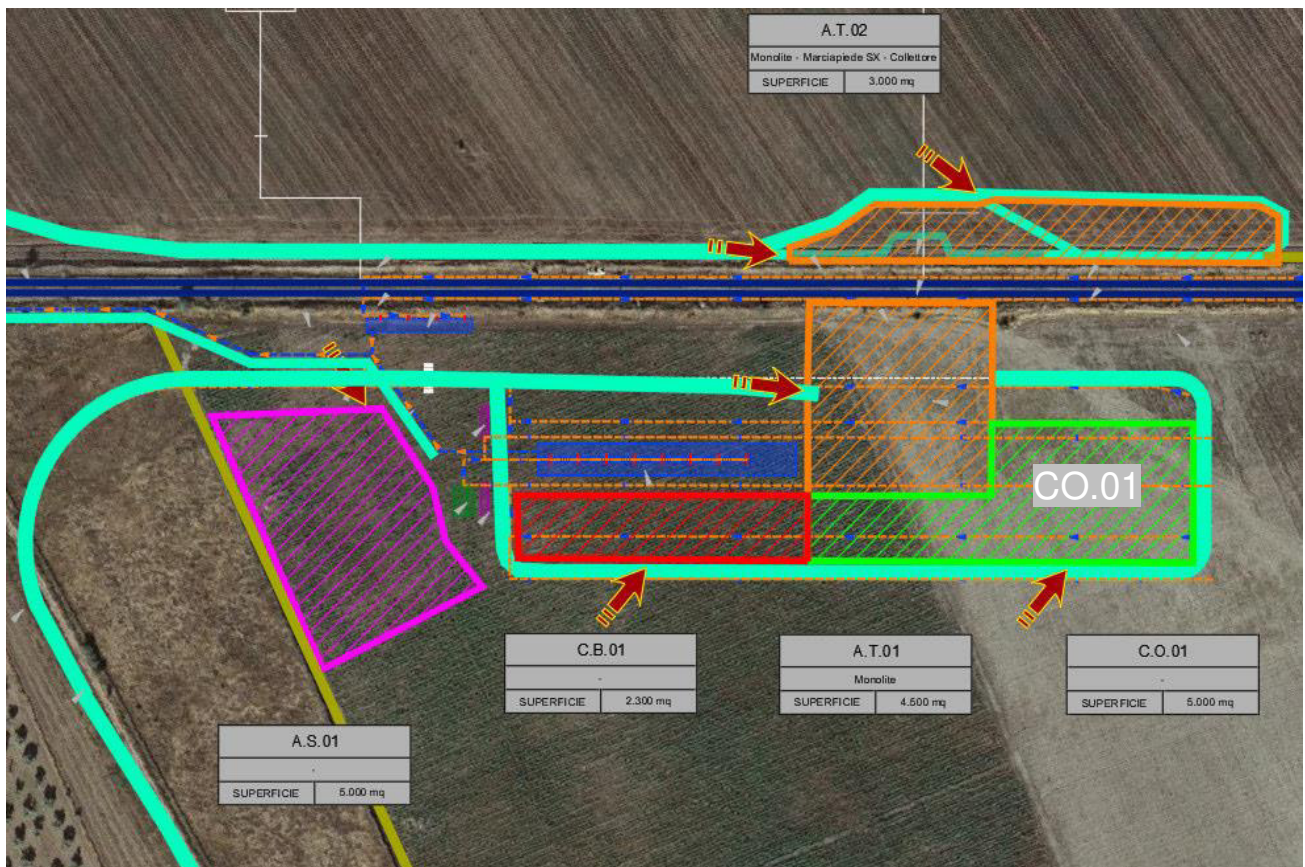 A.T.02
Monolite - Marciapiede SX - Collettore
SUPERFICIE 3.000 mq
CO.01
C.B.01
-
SUPERFICIE 2.300 mq
A.T.01
Monolite
SUPERFICIE 4.500 mq
C.O.01
-
SUPERFICIE 5.000 mq
A.S.01
-
SUPERFICIE 5.000 mq